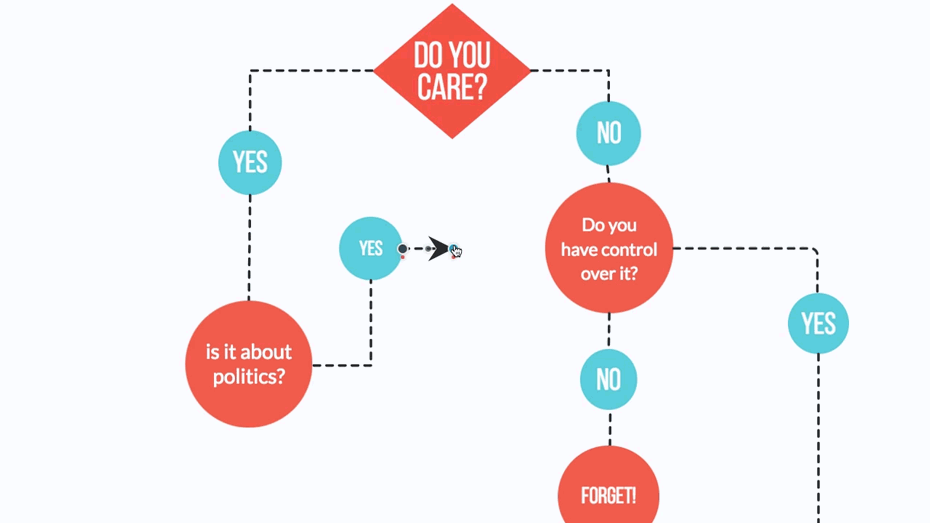 DO YOU
CARE?
YES
NO
YES
Do you
have control
over it?
YES
is it about
politics?
NO
FORGET!